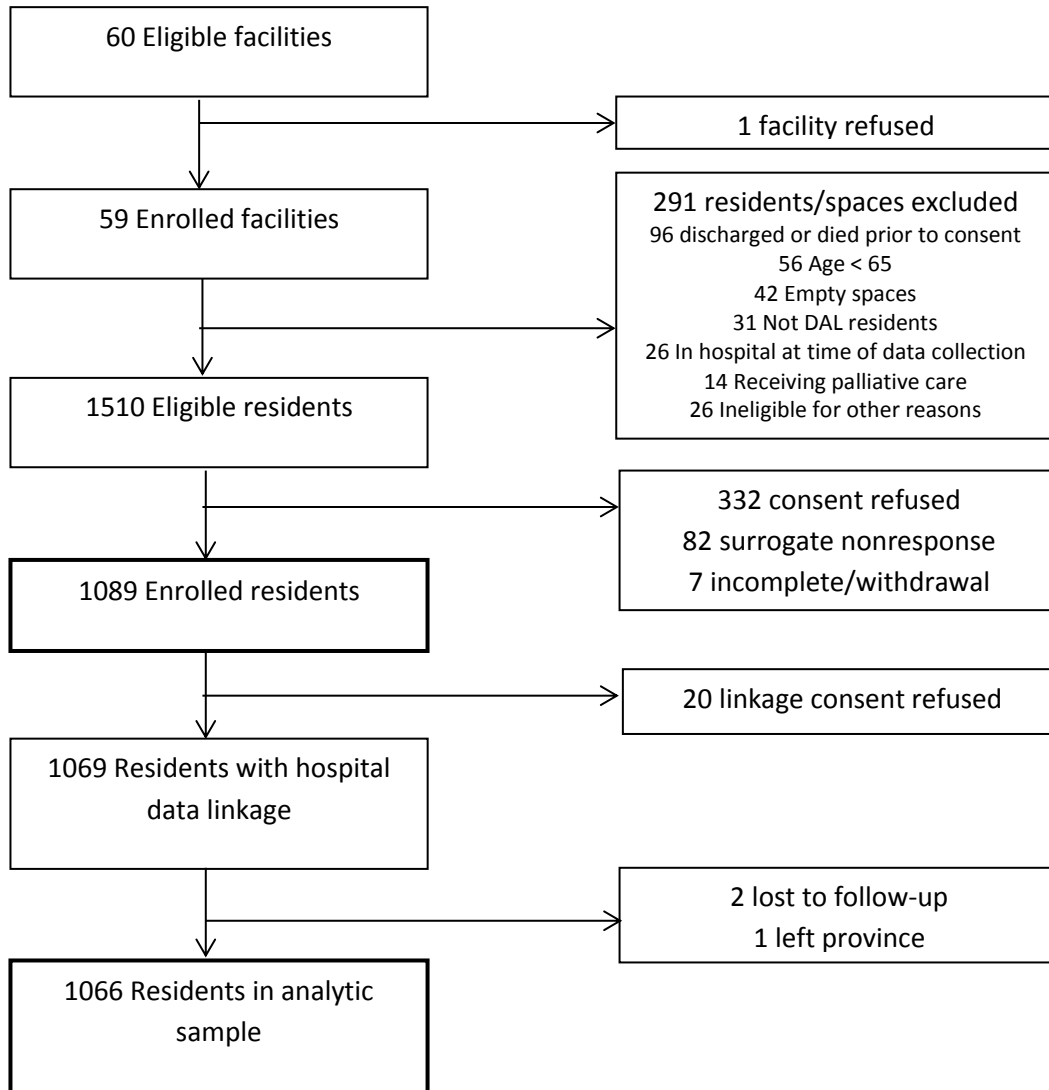 60 Eligible facilities
1 facility refused
59 Enrolled facilities
291 residents/spaces excluded
96 discharged or died prior to consent
56 Age < 65
42 Empty spaces
31 Not DAL residents
26 In hospital at time of data collection
14 Receiving palliative care
26 Ineligible for other reasons
1510 Eligible residents
332 consent refused
82 surrogate nonresponse
7 incomplete/withdrawal
1089 Enrolled residents
20 linkage consent refused
1069 Residents with hospital
data linkage
2 lost to follow-up
1 left province
1066 Residents in analytic
sample